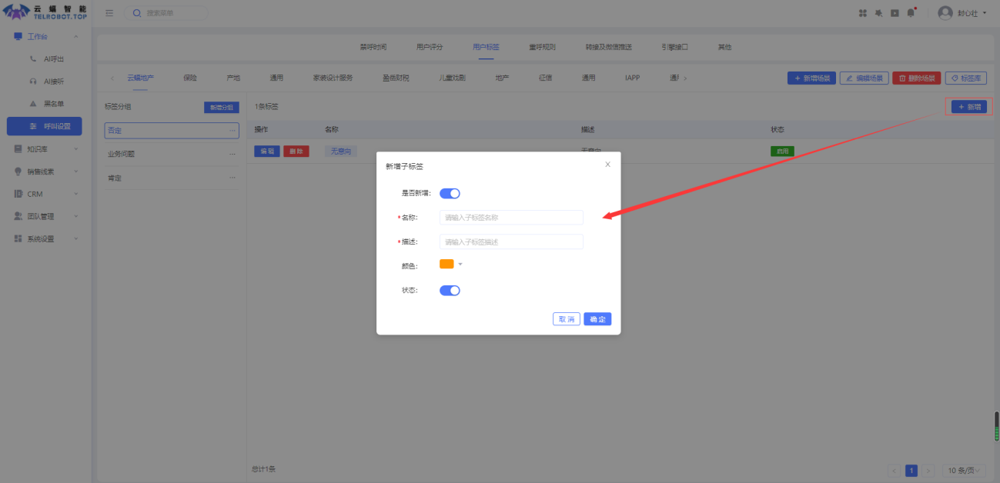 云蝠智能
TELROBOT.TOP
搜索菜单
封心社
工作台
AI呼出
AI接听
黑名单
呼叫设置
知识库
销售线索
CRM
团队管理
系统设置
禁呼时间 用户评分 用户标签 重呼规则 转接及微信推送 引擎接口 其他
云蝠地产 保险 产地 通用 家装设计服务 盈岳财税 儿童戏剧 地产 征信 通用 IAPP
+ 新增场景 编辑场景 删除场景 标签库
标签分组 新增分组
否定 ...
业务问题 ...
肯定 ...
1条标签 + 新增
操作 名称 描述 状态
编辑 删除 无意向 无意向 启用
新增子标签 X
是否新增:
*名称: 请输入子标签名称
*描述: 请输入子标签描述
颜色:
状态:
取消 确定
总计1条
< 1 > 10 条/页